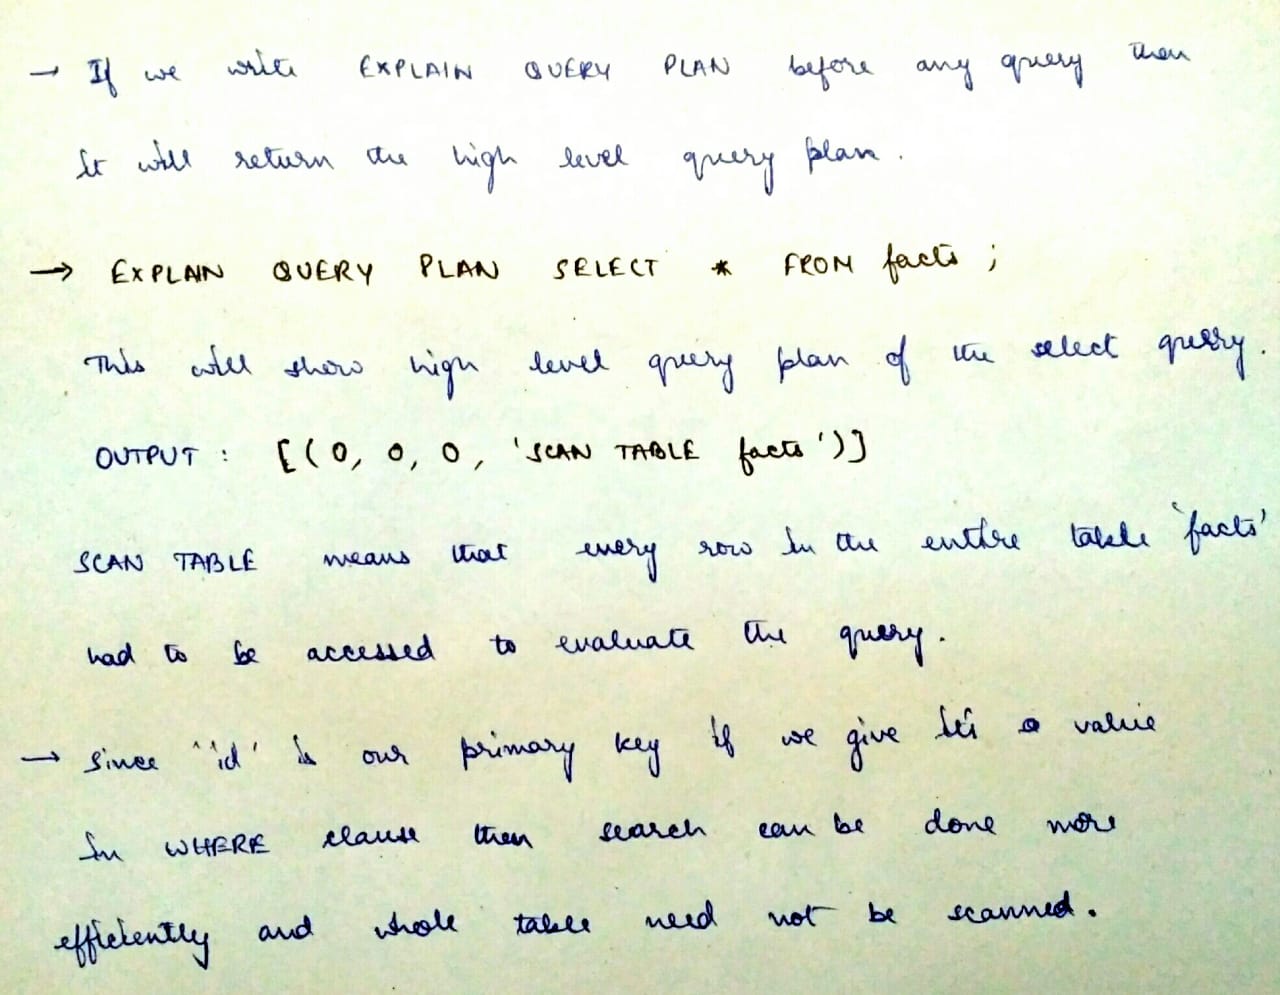 → If we write EXPLAIN QUERY PLAN before any query then
it will return the high level query plan.
→ EXPLAIN QUERY PLAN SELECT * FROM facts ;
This will show high level query plan of the select query.
OUTPUT : [(0, 0, 0, 'SCAN TABLE facts')]
SCAN TABLE means that every row in the entire table 'facts'
had to be accessed to evaluate the query.
→ Since 'id' is our primary key if we give its a value
in WHERE clause then search can be done more
efficiently and whole table need not be scanned.